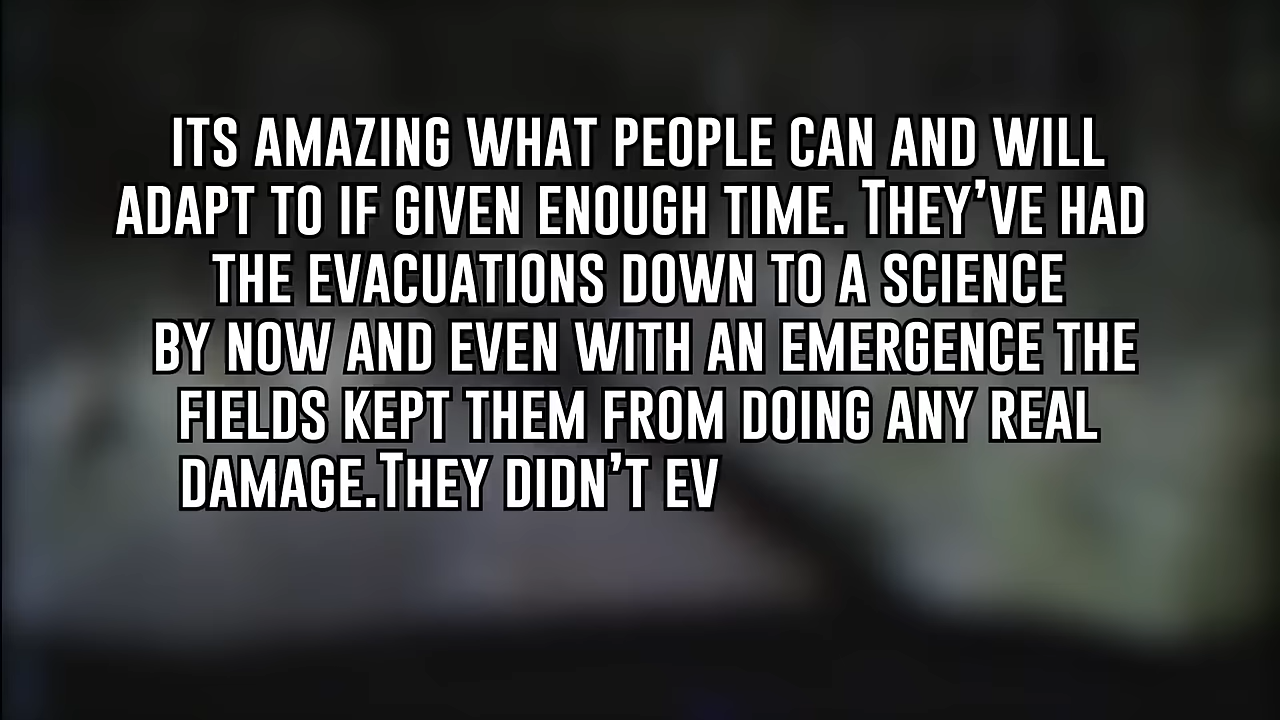 ITS AMAZING WHAT PEOPLE CAN AND WILL
ADAPT TO IF GIVEN ENOUGH TIME. THEY'VE HAD
THE EVACUATIONS DOWN TO A SCIENCE
BY NOW AND EVEN WITH AN EMERGENCE THE
FIELDS KEPT THEM FROM DOING ANY REAL
DAMAGE.THEY DIDN'T EV